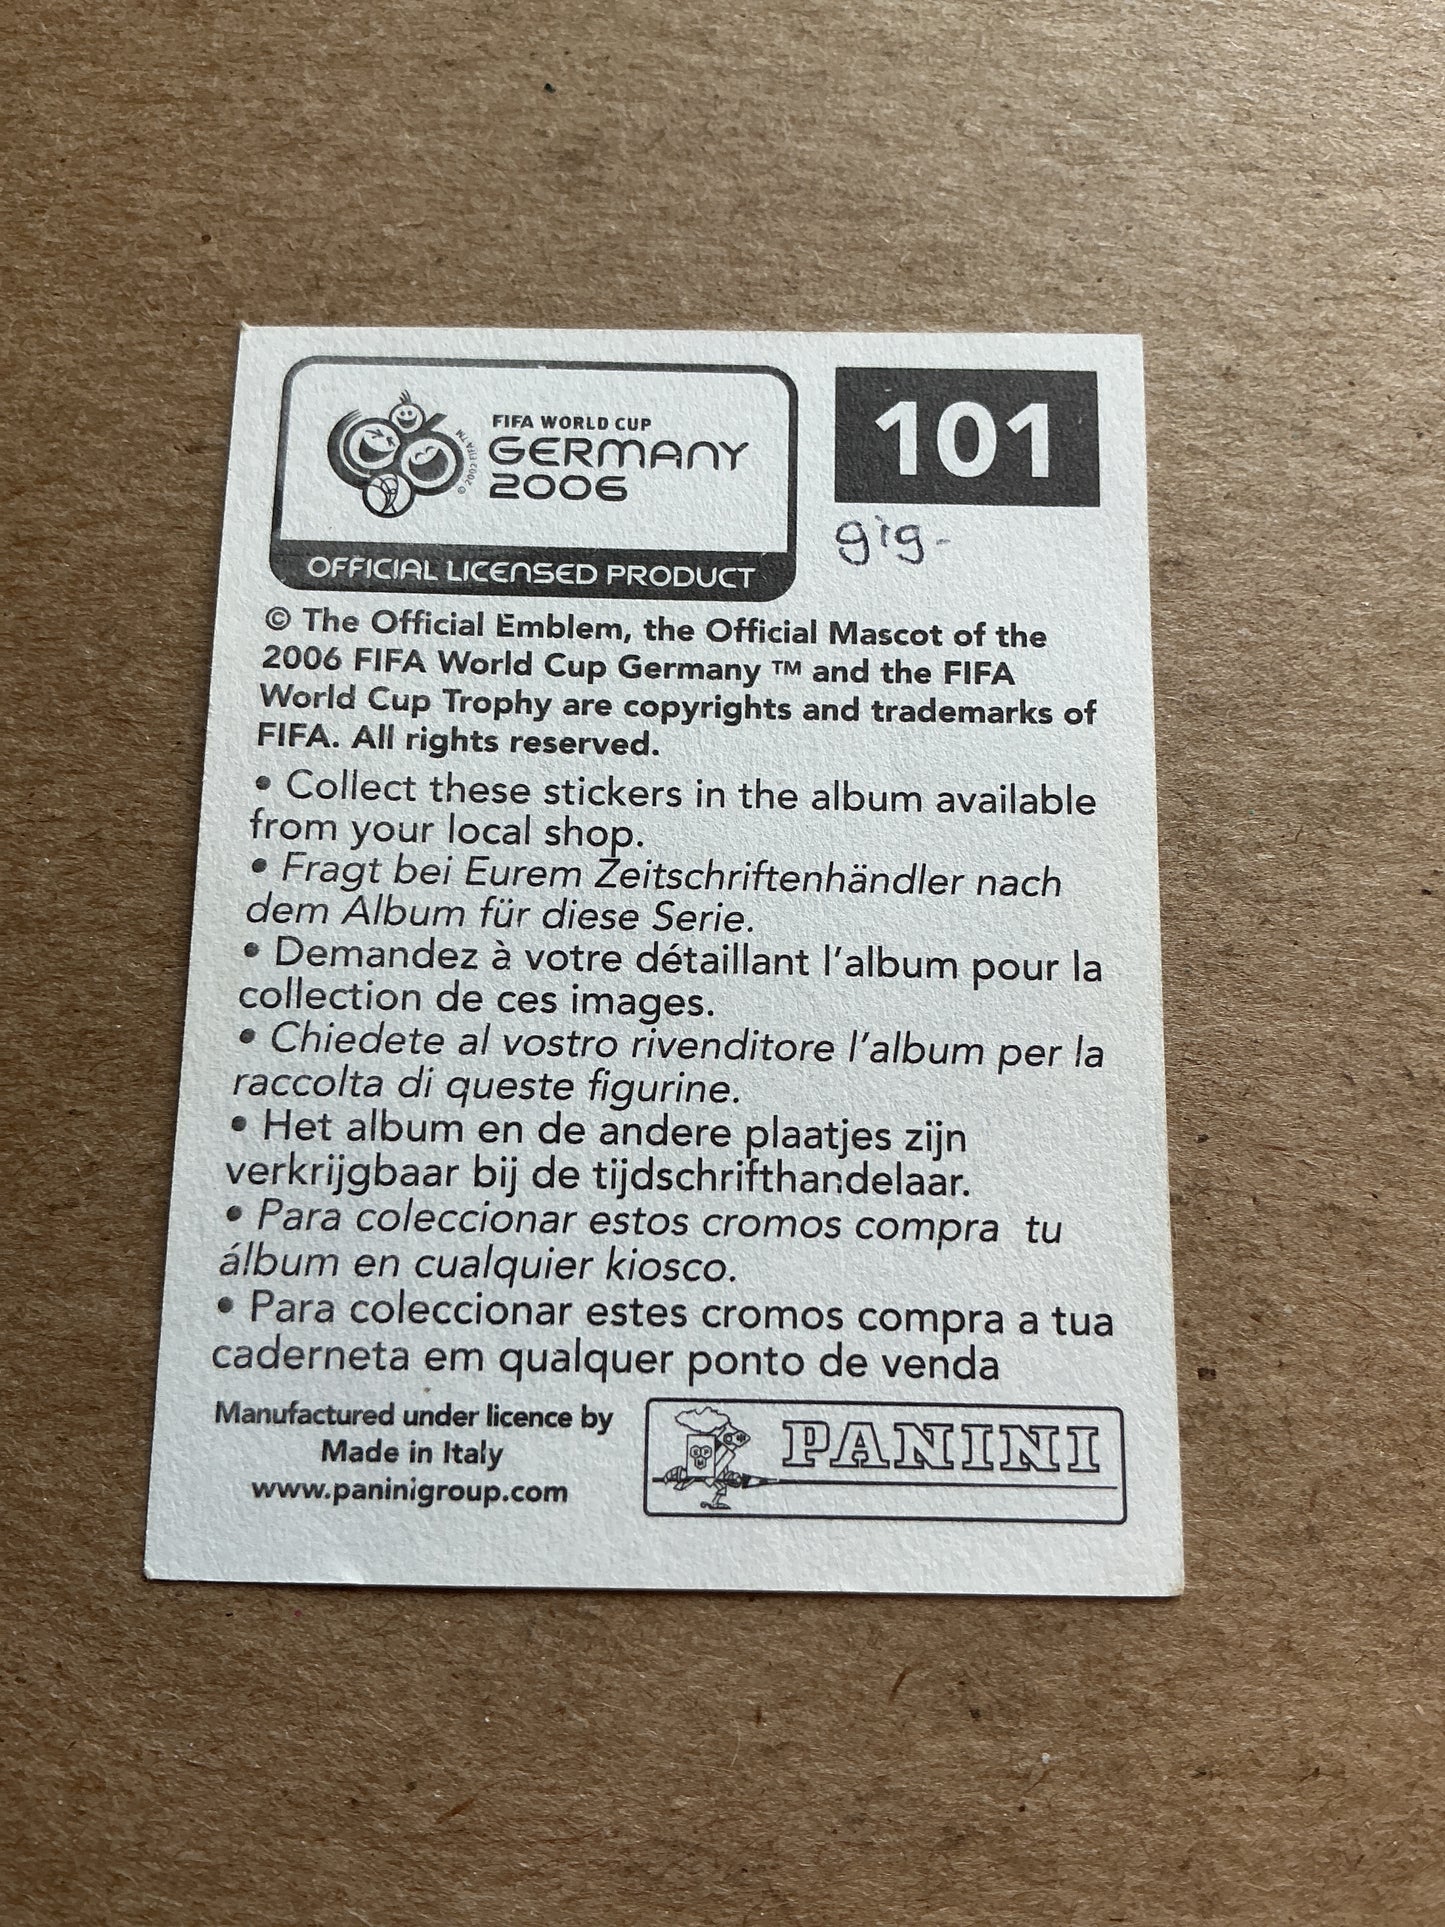 FIFA WORLD CUP
GERMANY
2006
© 2002 FIFA TM
OFFICIAL LICENSED PRODUCT
101
gig-
© The Official Emblem, the Official Mascot of the
2006 FIFA World Cup Germany ™ and the FIFA
World Cup Trophy are copyrights and trademarks of
FIFA. All rights reserved.
• Collect these stickers in the album available
from your local shop.
• Fragt bei Eurem Zeitschriftenhändler nach
dem Album für diese Serie.
• Demandez à votre détaillant l'album pour la
collection de ces images.
• Chiedete al vostro rivenditore l'album per la
raccolta di queste figurine.
• Het album en de andere plaatjes zijn
verkrijgbaar bij de tijdschrifthandelaar.
• Para coleccionar estos cromos compra tu
álbum en cualquier kiosco.
• Para coleccionar estes cromos compra a tua
caderneta em qualquer ponto de venda
Manufactured under licence by
Made in Italy
www.paninigroup.com
PANINI